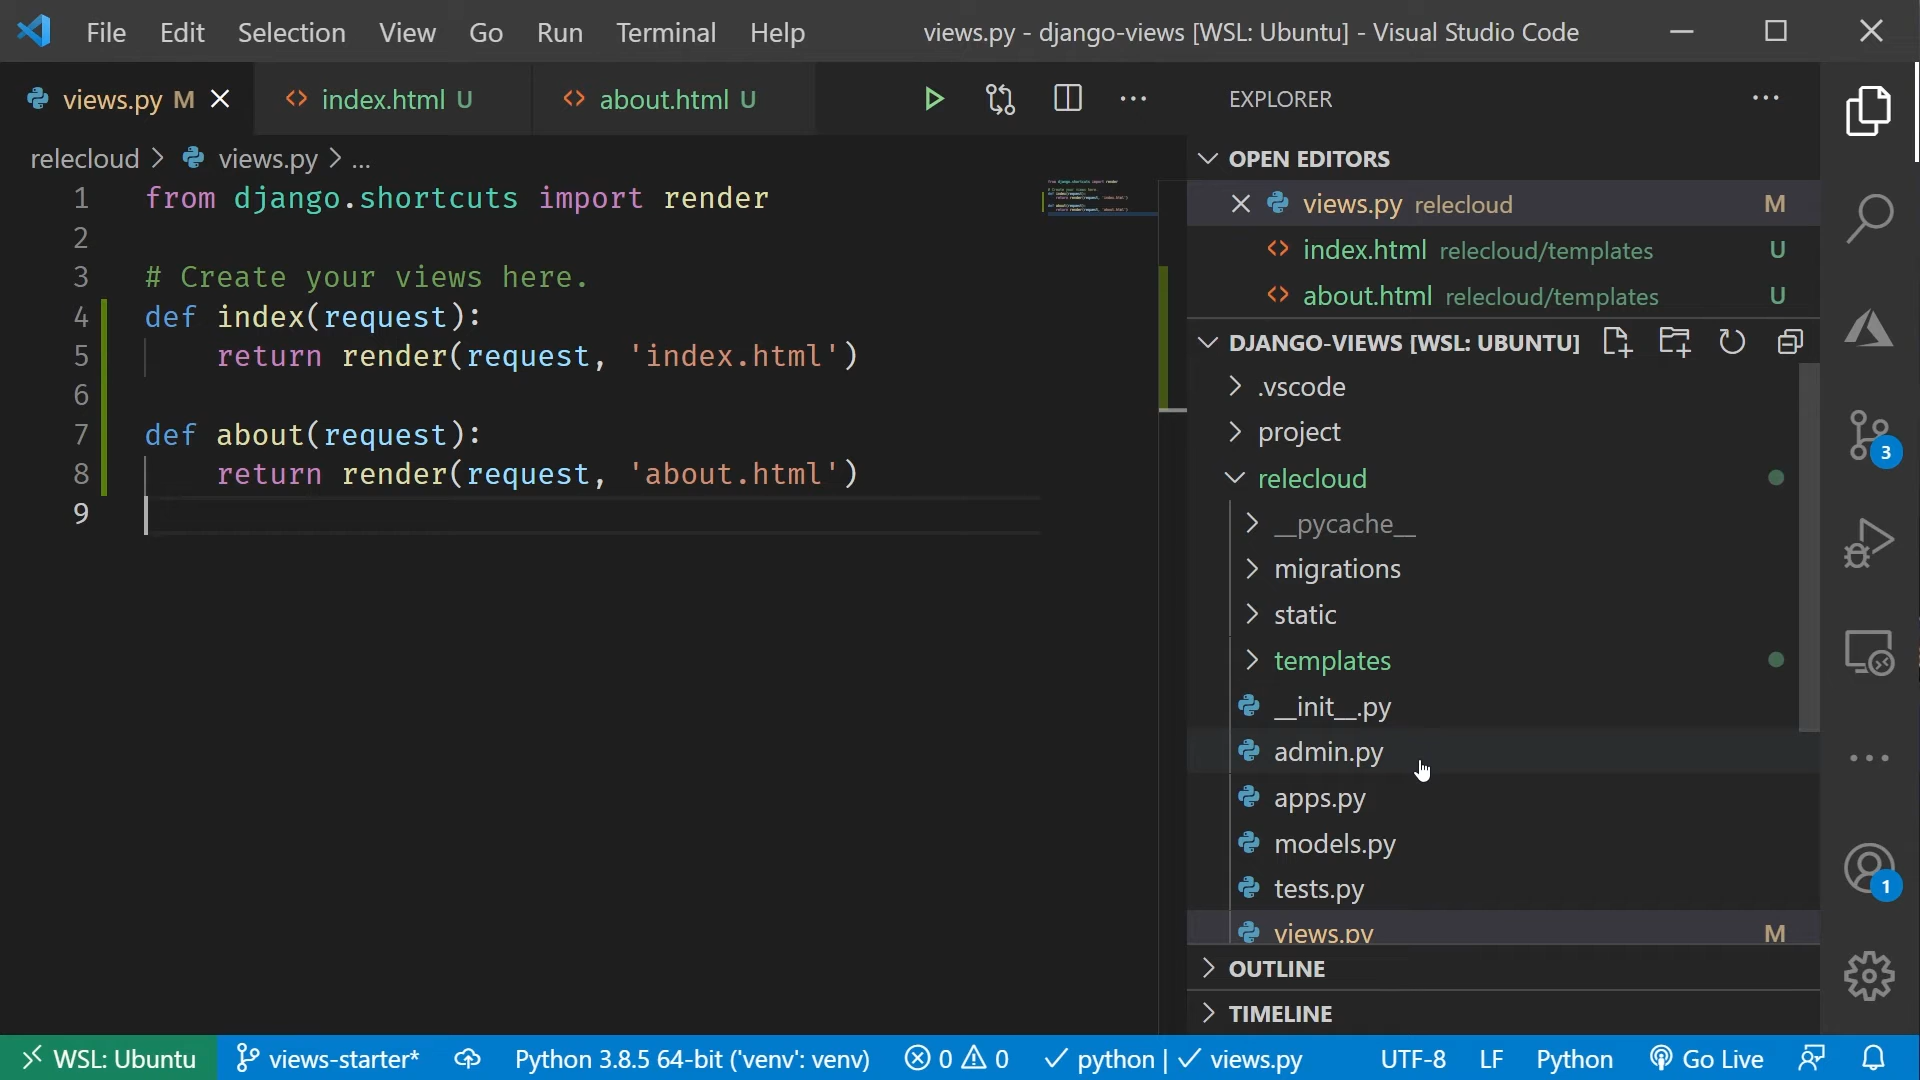 File Edit Selection View Go Run Terminal Help views.py - django-views [WSL: Ubuntu] - Visual Studio Code
views.py M index.html U about.html U
relecloud > views.py > ...
1 from django.shortcuts import render
2
3 # Create your views here.
4 def index(request):
5     return render(request, 'index.html')
6
7 def about(request):
8     return render(request, 'about.html')
9
EXPLORER
OPEN EDITORS
views.py relecloud M
index.html relecloud/templates U
about.html relecloud/templates U
DJANGO-VIEWS [WSL: UBUNTU]
.vscode
project
relecloud
__pycache__
migrations
static
templates
__init__.py
admin.py
apps.py
models.py
tests.py
views.py M
OUTLINE
TIMELINE
3
1
WSL: Ubuntu views-starter* Python 3.8.5 64-bit ('venv': venv) 0 0 python | views.py UTF-8 LF Python Go Live